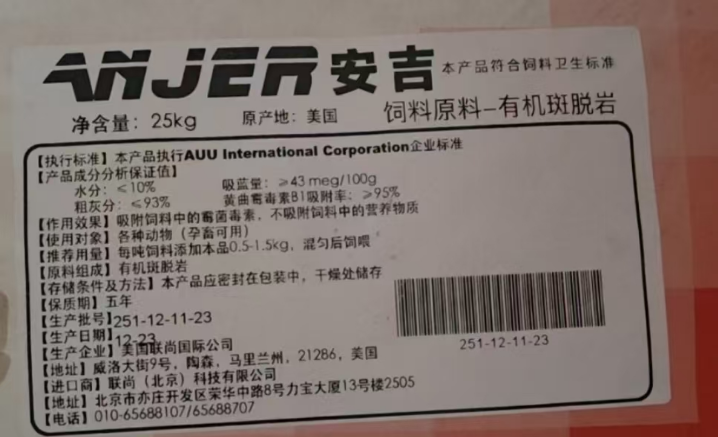 ANJER 安吉 本产品符合饲料卫生标准
净含量：25kg 原产地：美国 饲料原料-有机斑脱岩
【执行标准】本产品执行AUU International Corporation企业标准
【产品成分分析保证值】
水分：≤10% 吸蓝量：≥43 meg/100g
粗灰分：≤93% 黄曲霉毒素B1吸附率：≥95%
【作用效果】吸附饲料中的霉菌毒素，不吸附饲料中的营养物质
【使用对象】各种动物（孕畜可用）
【推荐用量】每吨饲料添加本品0.5-1.5kg，混匀后饲喂
【原料组成】有机斑脱岩
【存储条件及方法】本产品应密封在包装中，干燥处储存
【保质期】五年
【生产批号】251-12-11-23
【生产日期】12-23
【生产企业】美国联尚国际公司
【地址】威洛大街9号，陶森，马里兰州，21286，美国
【进口商】联尚（北京）科技有限公司
【地址】北京市亦庄开发区荣华中路8号力宝大厦13号楼2505
【电话】010-65688107/65688707
251-12-11-23